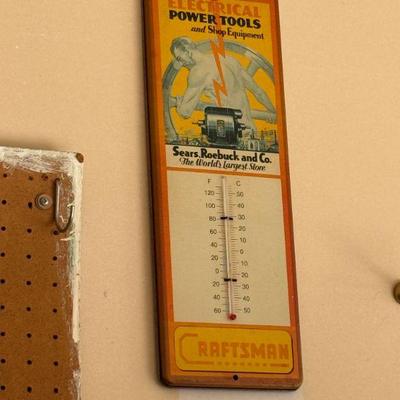 ELECTRICAL
POWER TOOLS
and Shop Equipment
Sears, Roebuck and Co.
The World's Largest Store
F C
120 50
100 40
80 30
60 20
40 10
20 0
0 10
20 20
20 30
40 40
60 50
CRAFTSMAN